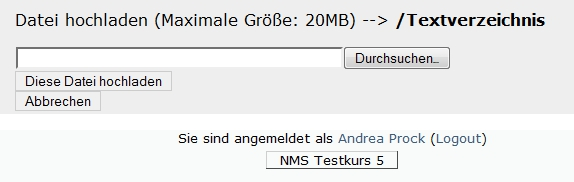 Datei hochladen (Maximale Größe: 20MB) --> /Textverzeichnis
Durchsuchen...
Diese Datei hochladen
Abbrechen
Sie sind angemeldet als Andrea Prock (Logout)
NMS Testkurs 5